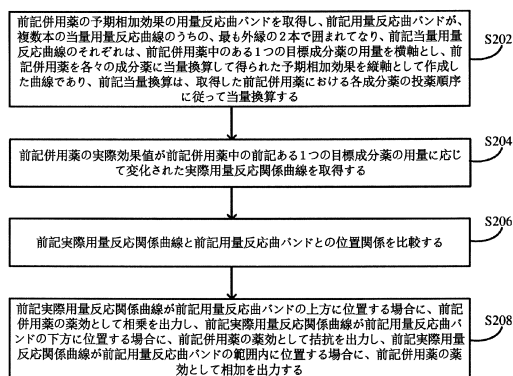 前記併用薬の予期相加効果の用量反応曲バンドを取得し、前記用量反応曲バンドが、
複数本の当量用量反応曲線のうちの、最も外縁の2本で囲まれてなり、前記当量用量
反応曲線のそれぞれは、前記併用薬中のある1つの目標成分薬の用量を横軸とし、前
記併用薬を各々の成分薬に当量換算して得られた予期相加効果を縦軸として作成し
た曲線であり、前記当量換算は、取得した前記併用薬における各成分薬の投薬順序
に従って当量換算する
S202
前記併用薬の実際効果値が前記併用薬中の前記ある1つの目標成分薬の用量に応じ
て変化された実際用量反応関係曲線を取得する
S204
前記実際用量反応関係曲線と前記用量反応曲バンドとの位置関係を比較する
S206
前記実際用量反応関係曲線が前記用量反応曲バンドの上方に位置する場合に、前記
併用薬の薬効として相乗を出力し、前記実際用量反応関係曲線が前記用量反応曲バ
ンドの下方に位置する場合に、前記併用薬の薬効として拮抗を出力し、前記実際用量
反応関係曲線が前記用量反応曲バンドの範囲内に位置する場合に、前記併用薬の薬
効として相加を出力する
S208